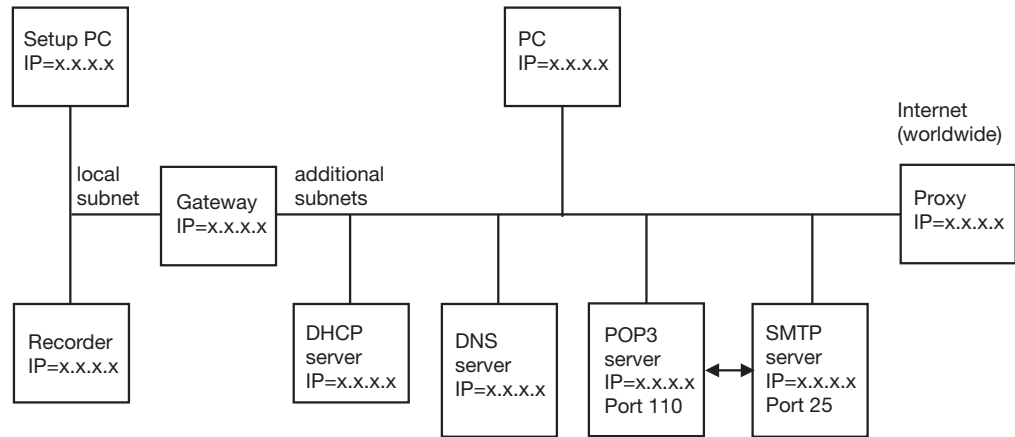 Setup PC
IP=x.x.x.x
PC
IP=x.x.x.x
Internet
(worldwide)
local
subnet
Gateway
IP=x.x.x.x
additional
subnets
Proxy
IP=x.x.x.x
Recorder
IP=x.x.x.x
DHCP
server
IP=x.x.x.x
DNS
server
IP=x.x.x.x
POP3
server
IP=x.x.x.x
Port 110
SMTP
server
IP=x.x.x.x
Port 25